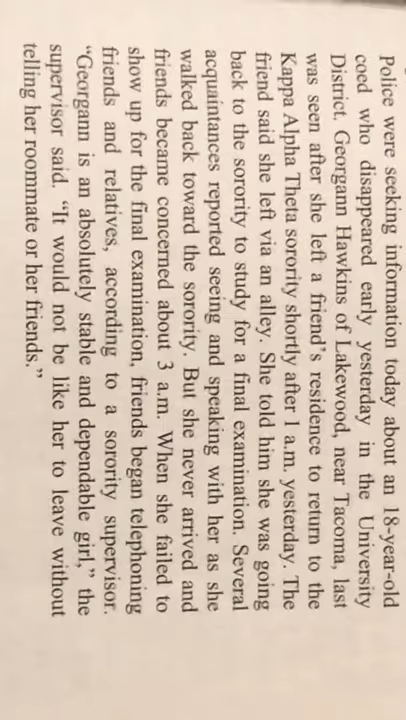 Police were seeking information today about an 18-year-old
coed who disappeared early yesterday in the University
District. Georgann Hawkins of Lakewood, near Tacoma, last
was seen after she left a friend's residence to return to the
Kappa Alpha Theta sorority shortly after 1 a.m. yesterday. The
friend said she left via an alley. She told him she was going
back to the sorority to study for a final examination. Several
acquaintances reported seeing and speaking with her as she
walked back toward the sorority. But she never arrived and
friends became concerned about 3 a.m. When she failed to
show up for the final examination, friends began telephoning
friends and relatives, according to a sorority supervisor.
“Georgann is an absolutely stable and dependable girl,” the
supervisor said. “It would not be like her to leave without
telling her roommate or her friends.”